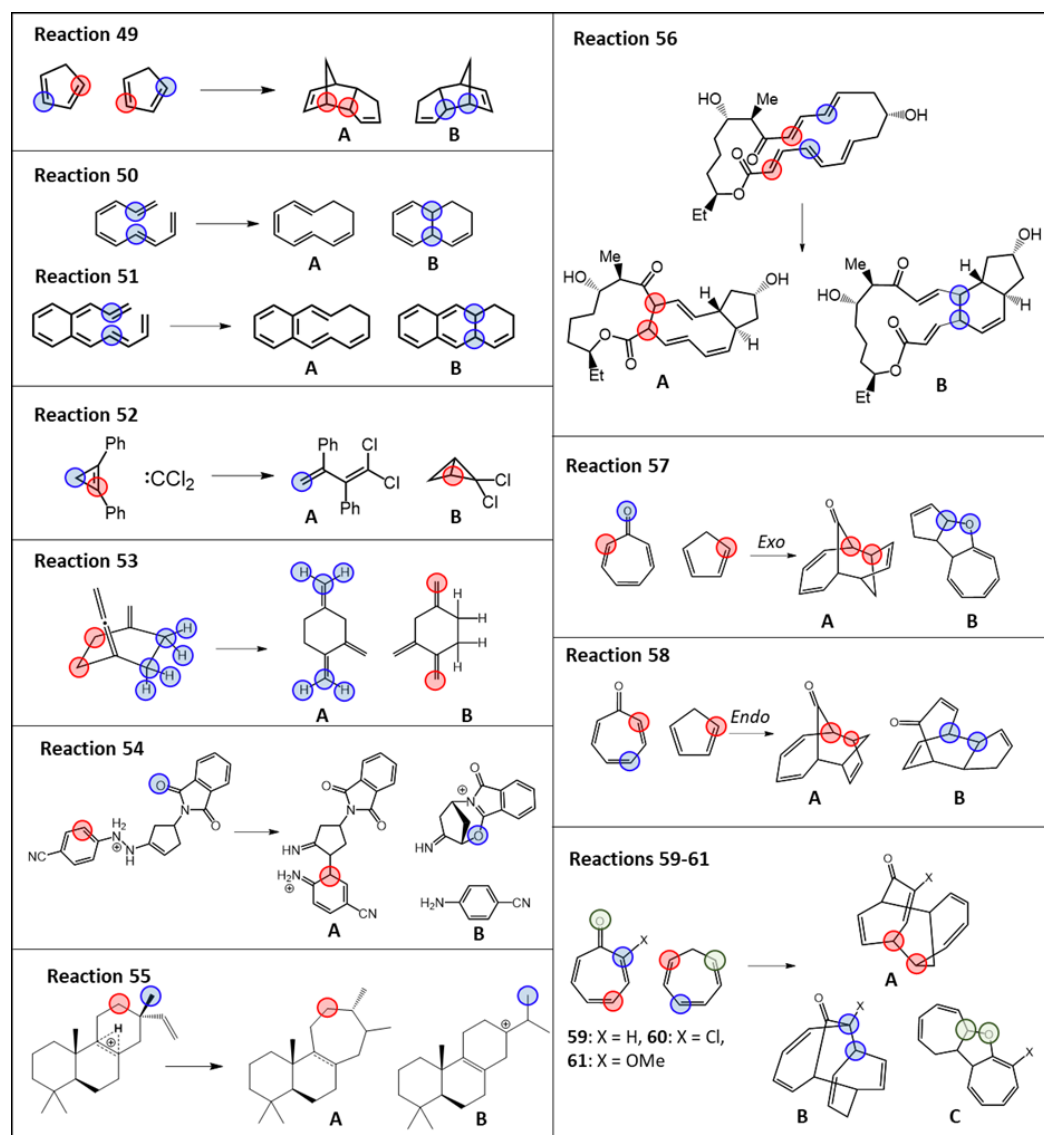 Reaction 49
A
B
Reaction 50
A
B
Reaction 51
A
B
Reaction 52
Ph
Ph
:CCl2
Ph
Ph
Cl
Cl
A
Cl
Cl
B
Reaction 53
H
H
H
H
H H
H H
A
H
H
H
H
B
Reaction 54
O
N
O
H2
N
⊕
N
H
NC
O
N
O
HN
H2N
⊕
CN
A
O
⊕
N
O
HN
H2N
CN
B
Reaction 55
H
⊕
A
⊕
B
Reaction 56
HO
Me
OH
O
O
O
Et
HO
Me
O
H
OH
H
O
O
Et
A
OH
Me
O
H
HO
H
O
O
Et
B
Reaction 57
O
Exo
O
A
O
B
Reaction 58
O
Endo
O
A
O
B
Reactions 59-61
O
X
59: X = H, 60: X = Cl,
61: X = OMe
O
X
A
O
X
B
O
X
C